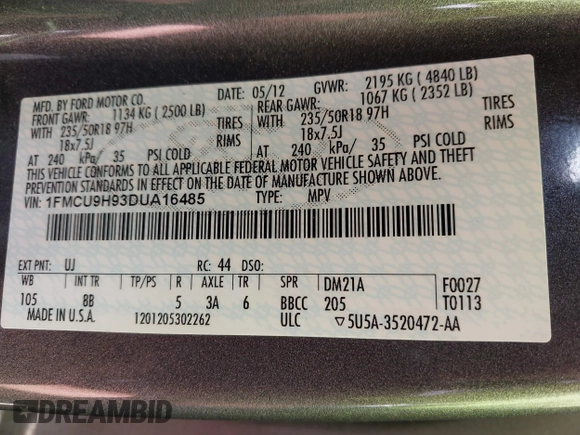 MFD. BY FORD MOTOR CO.
DATE: 05/12 GVWR: 2195 KG ( 4840 LB)
FRONT GAWR: 1134 KG ( 2500 LB) REAR GAWR: 1067 KG ( 2352 LB)
WITH 235/50R18 97H TIRES WITH 235/50R18 97H TIRES
18x7.5J RIMS 18x7.5J RIMS
AT 240 kPa/ 35 PSI COLD AT 240 kPa/ 35 PSI COLD
THIS VEHICLE CONFORMS TO ALL APPLICABLE FEDERAL MOTOR VEHICLE SAFETY AND THEFT
PREVENTION STANDARDS IN EFFECT ON THE DATE OF MANUFACTURE SHOWN ABOVE.
VIN: 1FMCU9H93DUA16485 TYPE: MPV
EXT PNT: UJ RC: 44 DSO:
WB INT TR TP/PS R AXLE TR SPR DM21A F0027
105 8B 5 3A 6 BBCC 205 T0113
MADE IN U.S.A. 1201205302262 ULC ▽5U5A-3520472-AA
DREAMBID